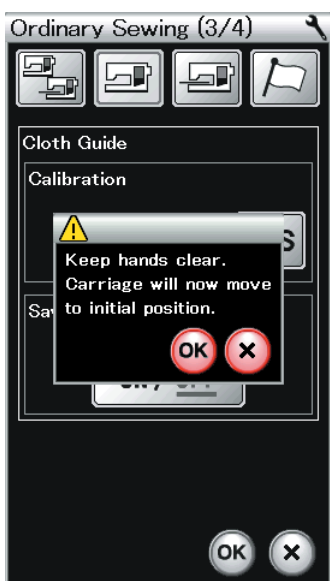 Ordinary Sewing (3/4)
Cloth Guide
Calibration
Keep hands clear.
Carriage will now move
to initial position.
OK
OK